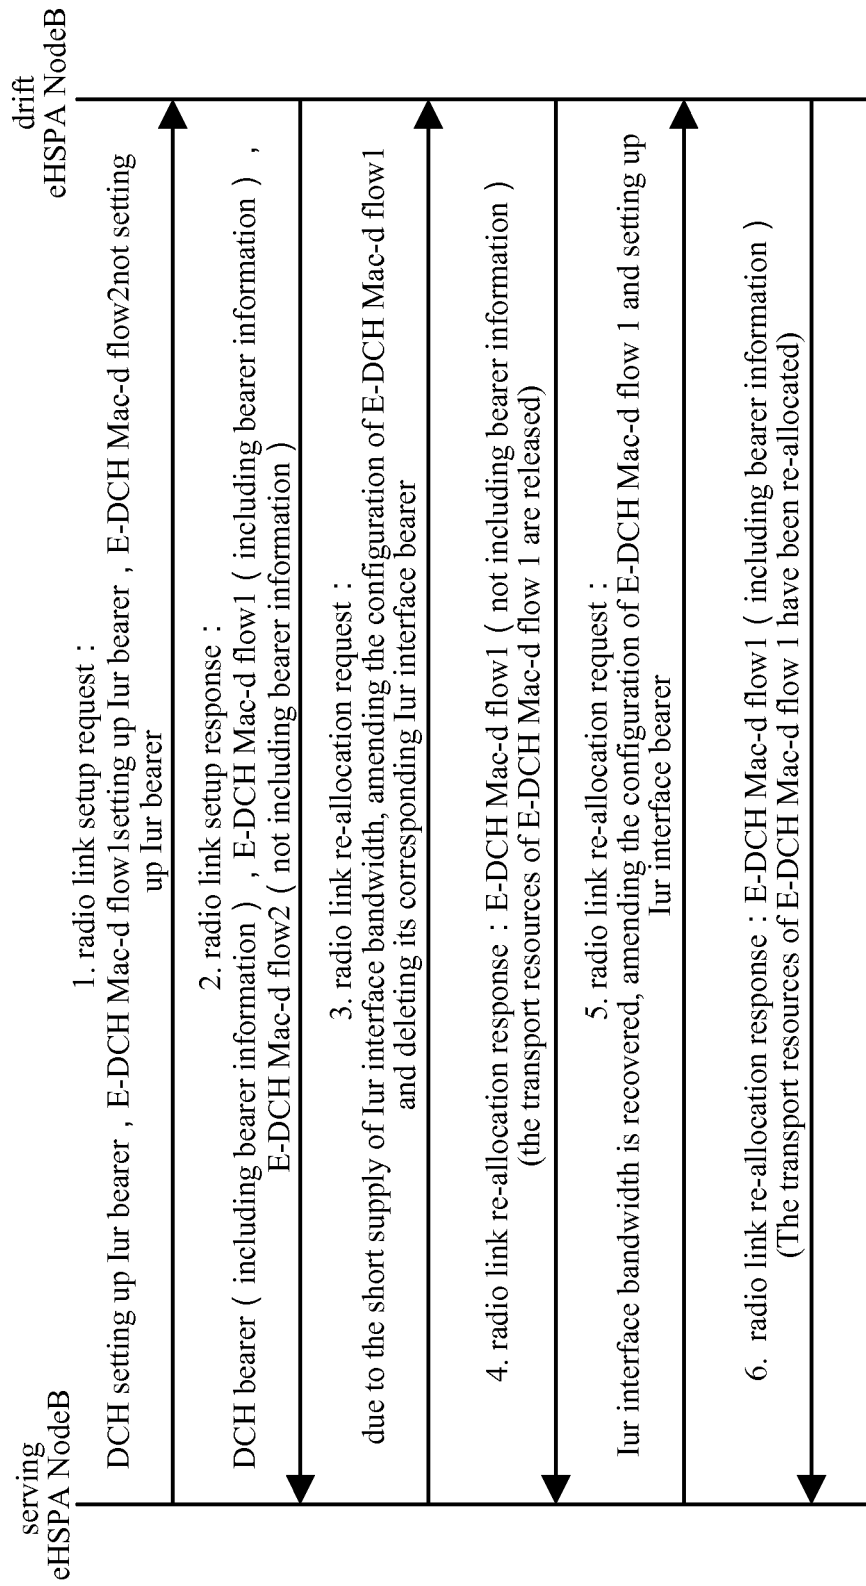 serving
eHSPA NodeB
drift
eHSPA NodeB
1. radio link setup request :
DCH setting up Iur bearer , E-DCH Mac-d flow1setting up Iur bearer , E-DCH Mac-d flow2not setting
up Iur bearer
2. radio link setup response :
DCH bearer ( including bearer information ) , E-DCH Mac-d flow1 ( including bearer information ) ,
E-DCH Mac-d flow2 ( not including bearer information )
3. radio link re-allocation request :
due to the short supply of Iur interface bandwidth, amending the configuration of E-DCH Mac-d flow1
and deleting its corresponding Iur interface bearer
4. radio link re-allocation response : E-DCH Mac-d flow1 ( not including bearer information )
(the transport resources of E-DCH Mac-d flow 1 are released)
5. radio link re-allocation request :
Iur interface bandwidth is recovered, amending the configuration of E-DCH Mac-d flow 1 and setting up
Iur interface bearer
6. radio link re-allocation response : E-DCH Mac-d flow1 ( including bearer information )
(The transport resources of E-DCH Mac-d flow 1 have been re-allocated)